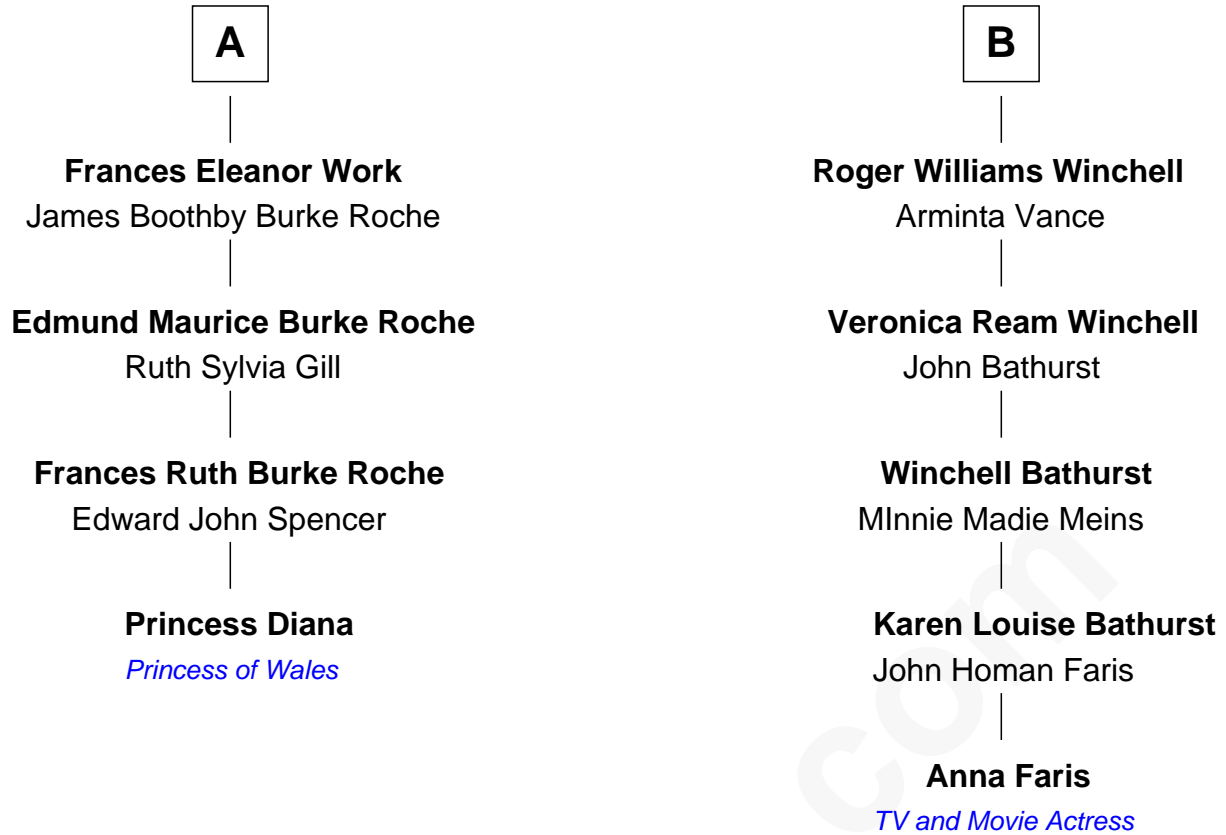 A
Frances Eleanor Work
James Boothby Burke Roche
Edmund Maurice Burke Roche
Ruth Sylvia Gill
Frances Ruth Burke Roche
Edward John Spencer
Princess Diana
Princess of Wales
B
Roger Williams Winchell
Arminta Vance
Veronica Ream Winchell
John Bathurst
Winchell Bathurst
MInnie Madie Meins
Karen Louise Bathurst
John Homan Faris
Anna Faris
TV and Movie Actress
com